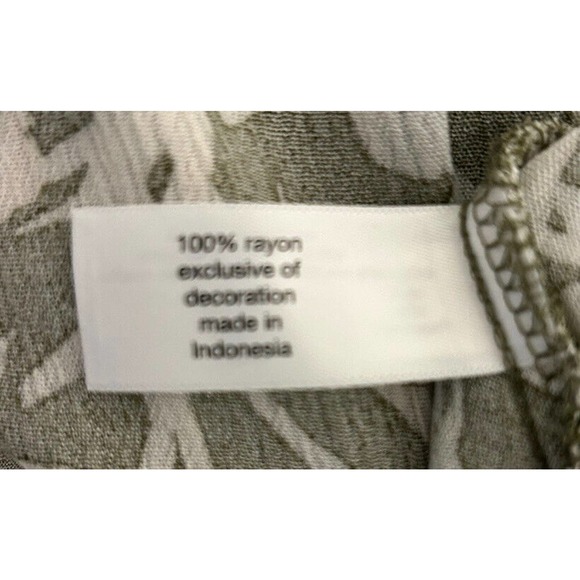 100% rayon
exclusive of
decoration
made in
Indonesia